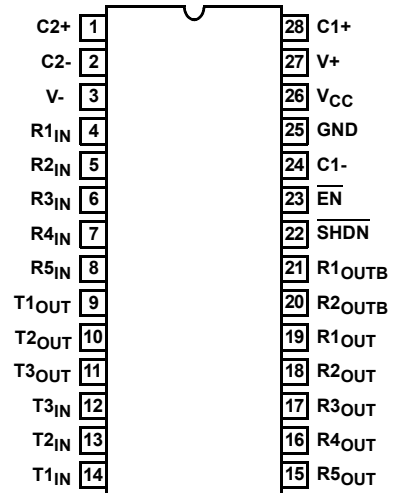 C2+ 1 28 C1+
C2- 2 27 V+
V- 3 26 VCC
R1IN 4 25 GND
R2IN 5 24 C1-
R3IN 6 23 EN
R4IN 7 22 SHDN
R5IN 8 21 R1OUTB
T1OUT 9 20 R2OUTB
T2OUT 10 19 R1OUT
T3OUT 11 18 R2OUT
T3IN 12 17 R3OUT
T2IN 13 16 R4OUT
T1IN 14 15 R5OUT